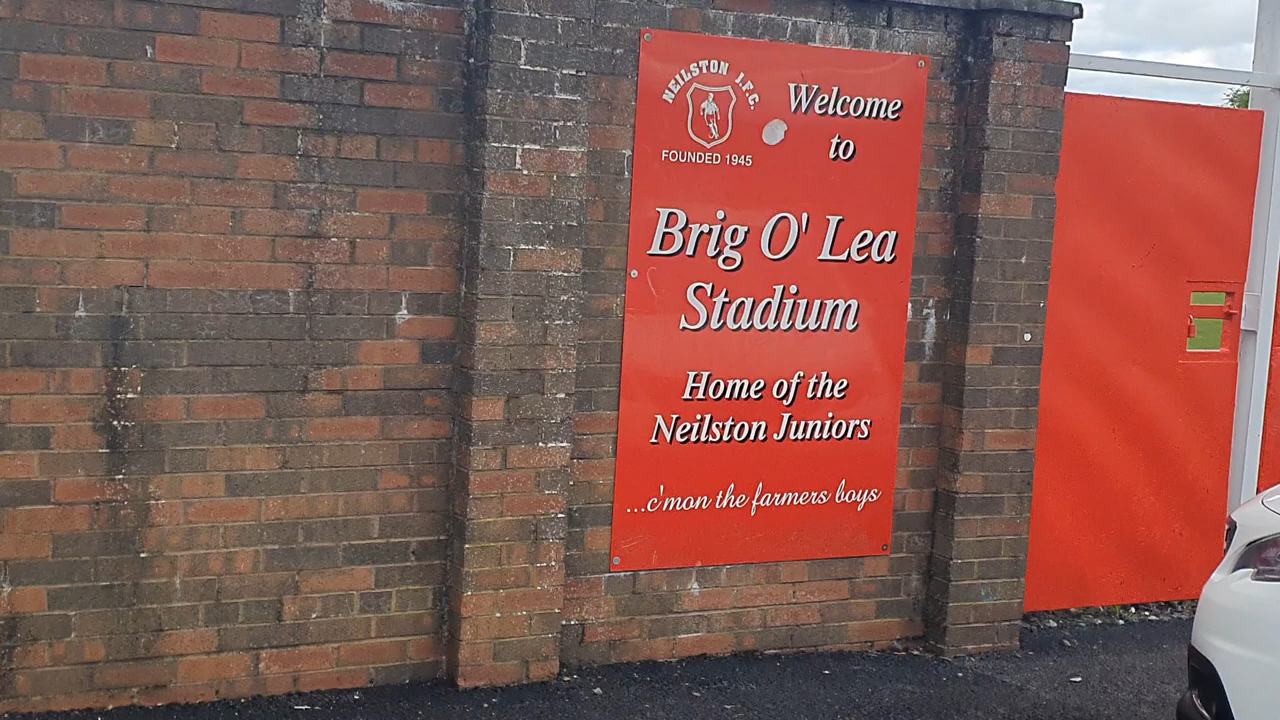 NEILSTON J.F.C.
FOUNDED 1945
Welcome
to
Brig O' Lea
Stadium
Home of the
Neilston Juniors
...c'mon the farmers boys